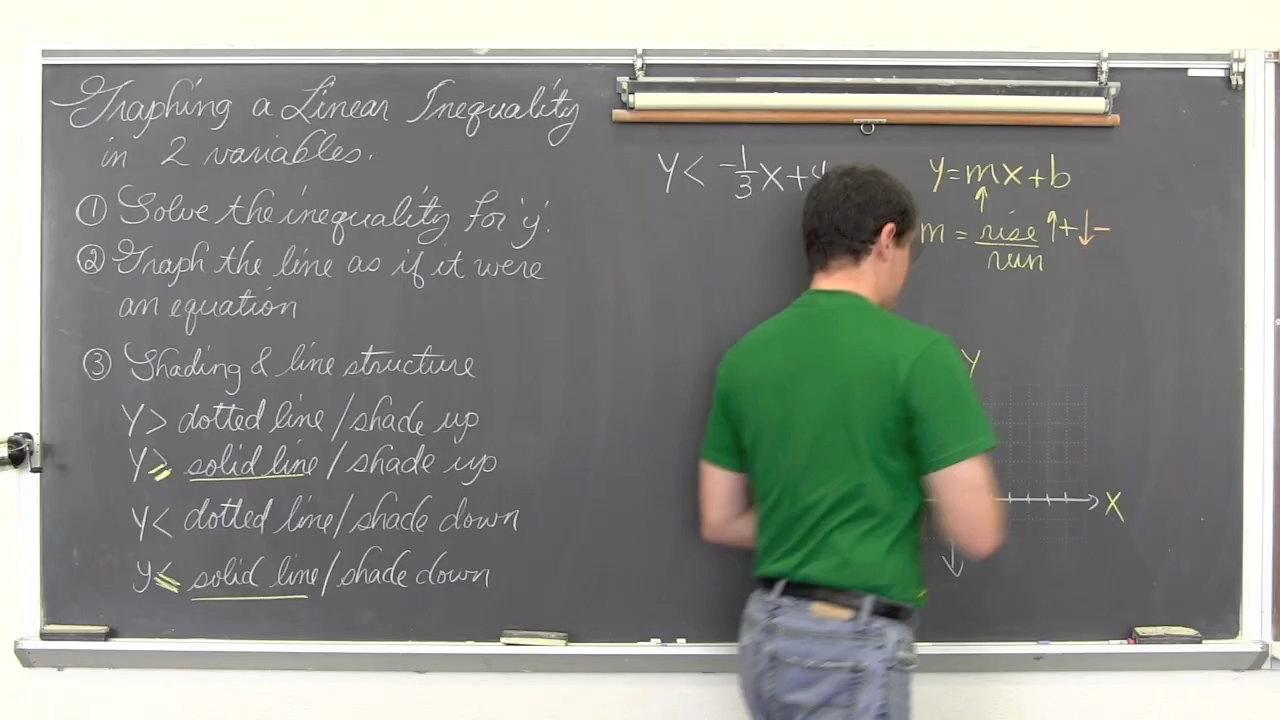 Graphing a Linear Inequality
in 2 variables.
① Solve the inequality for 'y'.
② Graph the line as if it were
an equation
③ Shading & line structure
Y > dotted line / shade up
Y ≥ solid line / shade up
Y < dotted line / shade down
Y ≤ solid line / shade down
Y < -1/3 X +
y = mx + b
m = rise/run ↑+ ↓-
Y
X